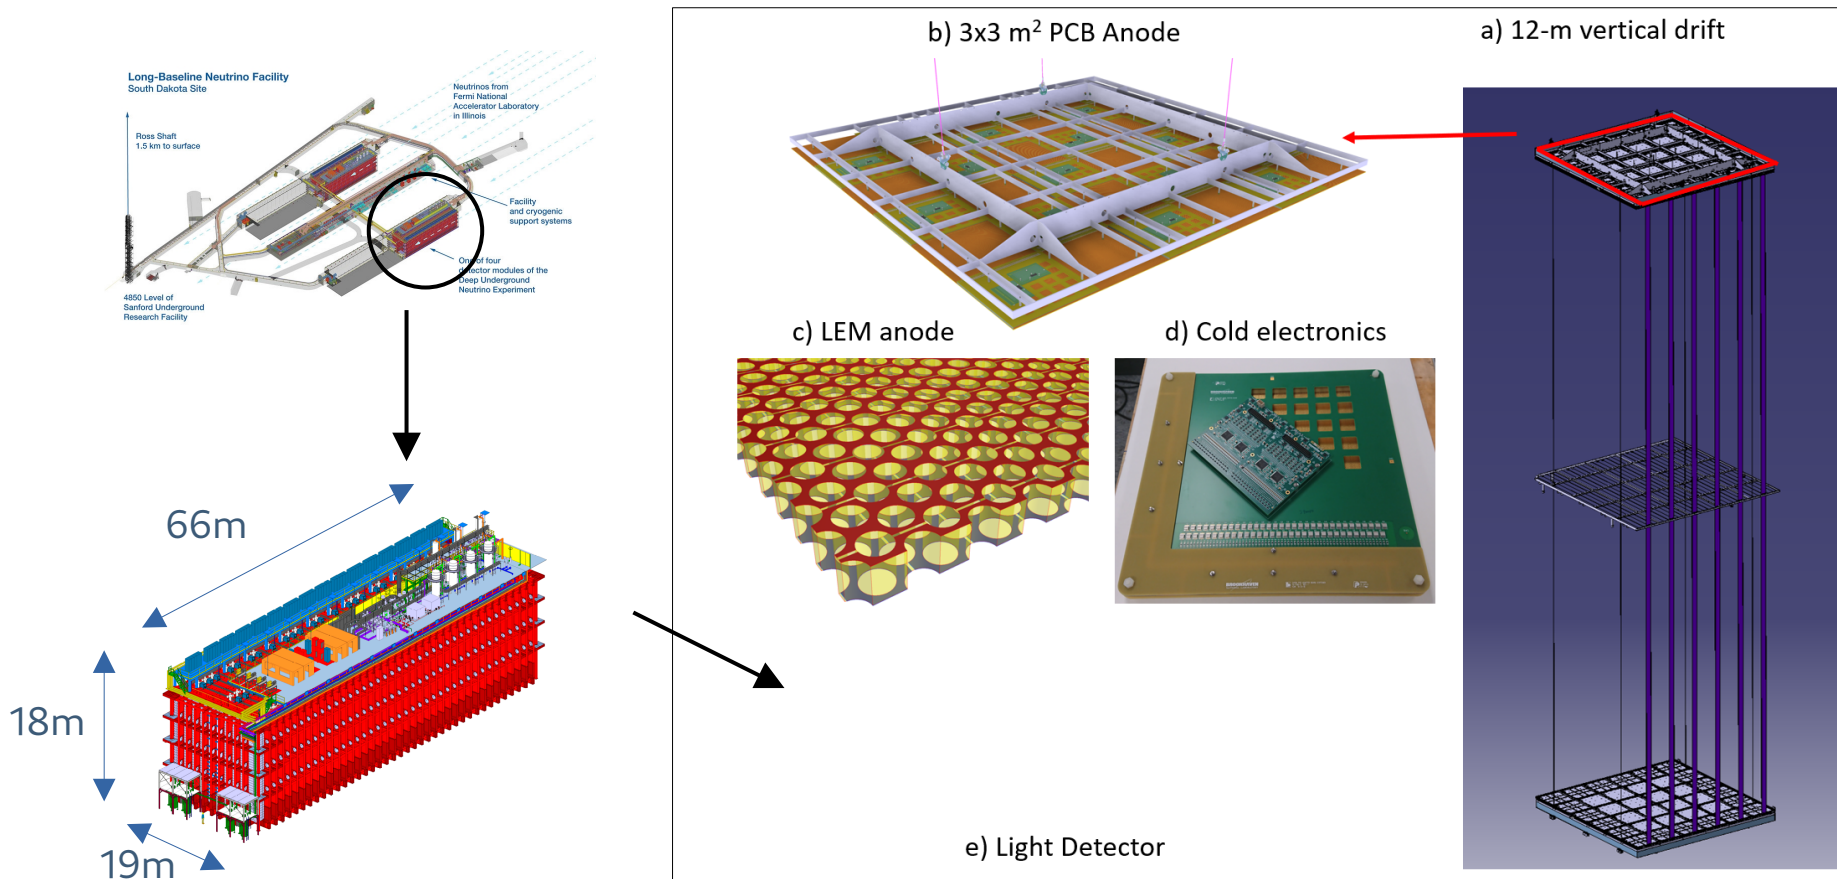 Long-Baseline Neutrino Facility
South Dakota Site
Neutrinos from
Fermi National
Accelerator Laboratory
in Illinois
Ross Shaft
1.5 km to surface
Facility
and cryogenic
support systems
One of four
detector modules of the
Deep Underground
Neutrino Experiment
4850 Level of
Sanford Underground
Research Facility
66m
18m
19m
b) 3x3 m² PCB Anode
a) 12-m vertical drift
c) LEM anode
d) Cold electronics
e) Light Detector